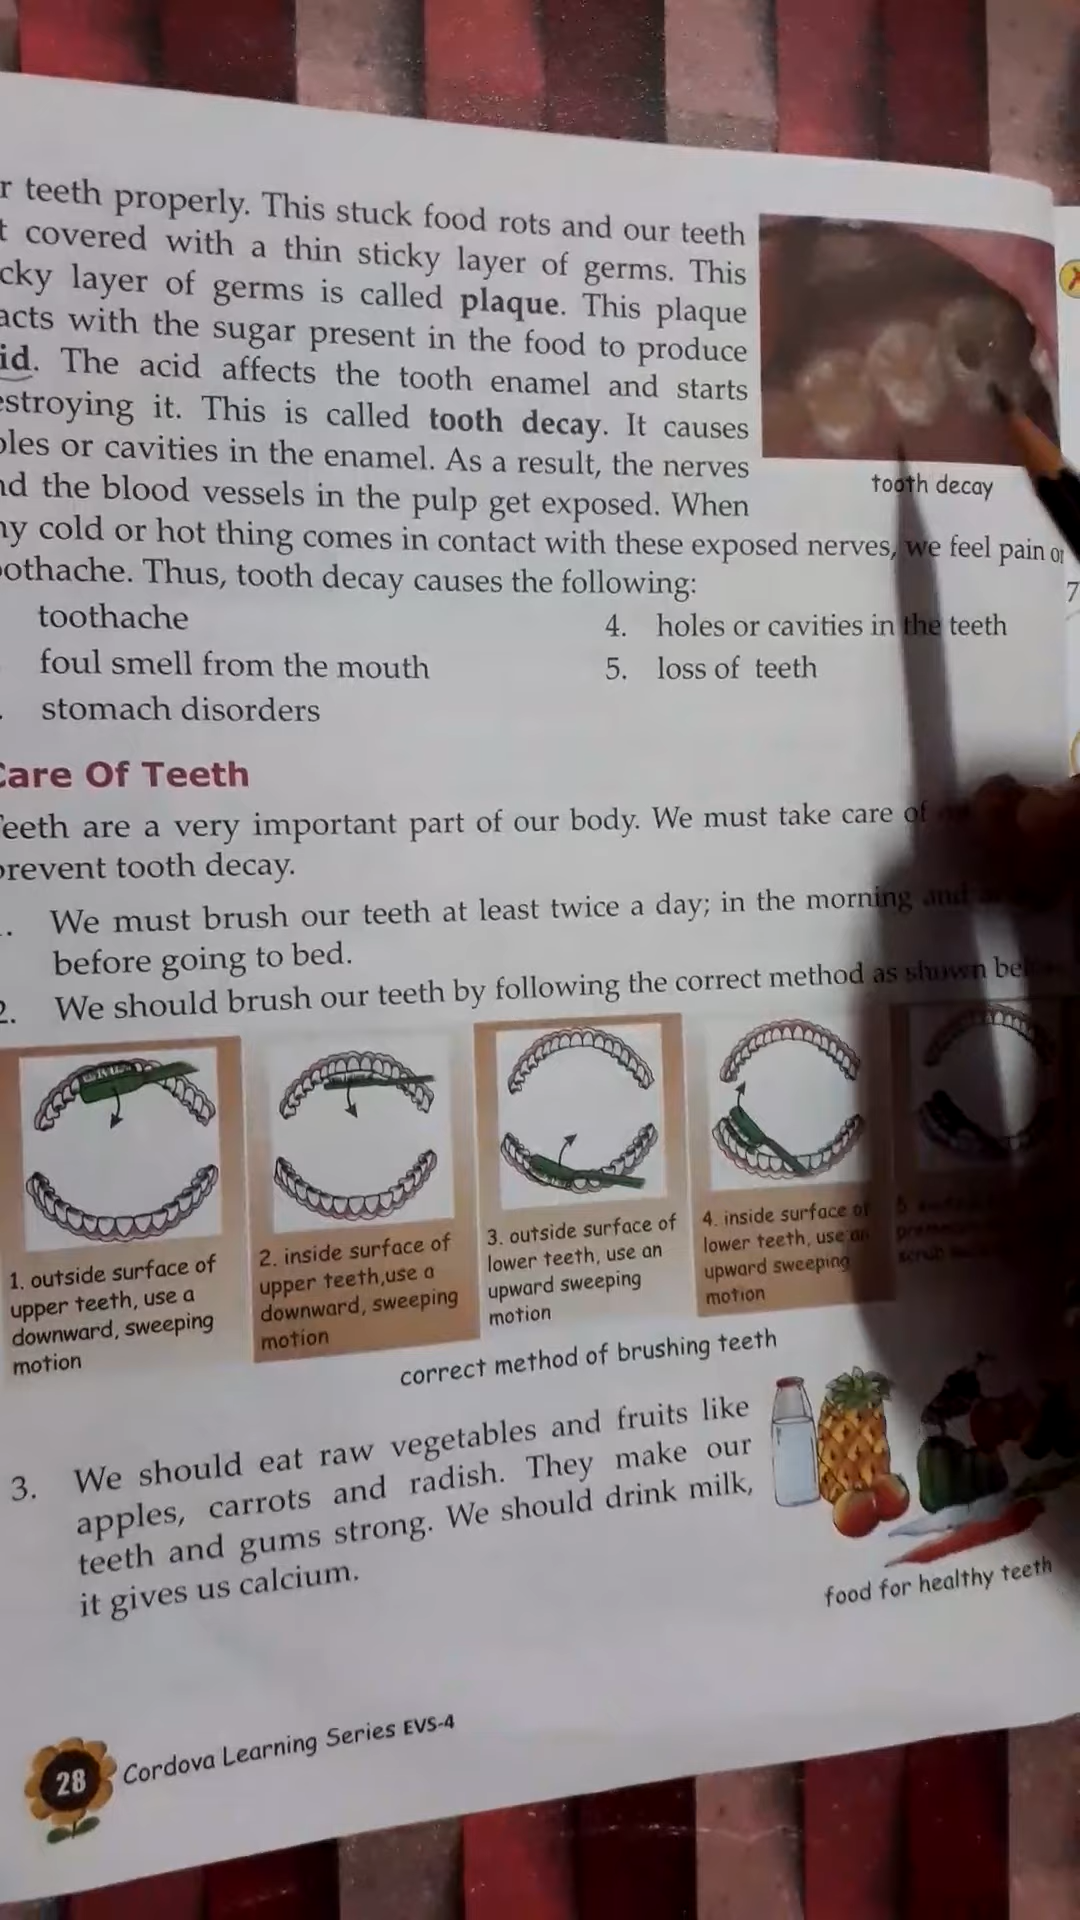 teeth properly. This stuck food rots and our teeth
covered with a thin sticky layer of germs. This
layer of germs is called plaque. This plaque
with the sugar present in the food to produce
The acid affects the tooth enamel and starts
it. This is called tooth decay. It causes
or cavities in the enamel. As a result, the nerves
the blood vessels in the pulp get exposed. When
tooth decay
cold or hot thing comes in contact with these exposed nerves, we feel pain or
Thus, tooth decay causes the following:
toothache
foul smell from the mouth
stomach disorders
4. holes or cavities in the teeth
5. loss of teeth
Care Of Teeth
Teeth are a very important part of our body. We must take care of
prevent tooth decay.
We must brush our teeth at least twice a day; in the morning and
before going to bed.
2. We should brush our teeth by following the correct method as shown
1. outside surface of
upper teeth, use a
downward, sweeping
motion
2. inside surface of
upper teeth,use a
downward, sweeping
motion
3. outside surface of
lower teeth, use an
upward sweeping
motion
4. inside surface of
lower teeth, use an
upward sweeping
motion
5.
scrub
correct method of brushing teeth
3. We should eat raw vegetables and fruits like
apples, carrots and radish. They make our
teeth and gums strong. We should drink milk,
it gives us calcium.
food for healthy teeth
28 Cordova Learning Series EVS-4
7